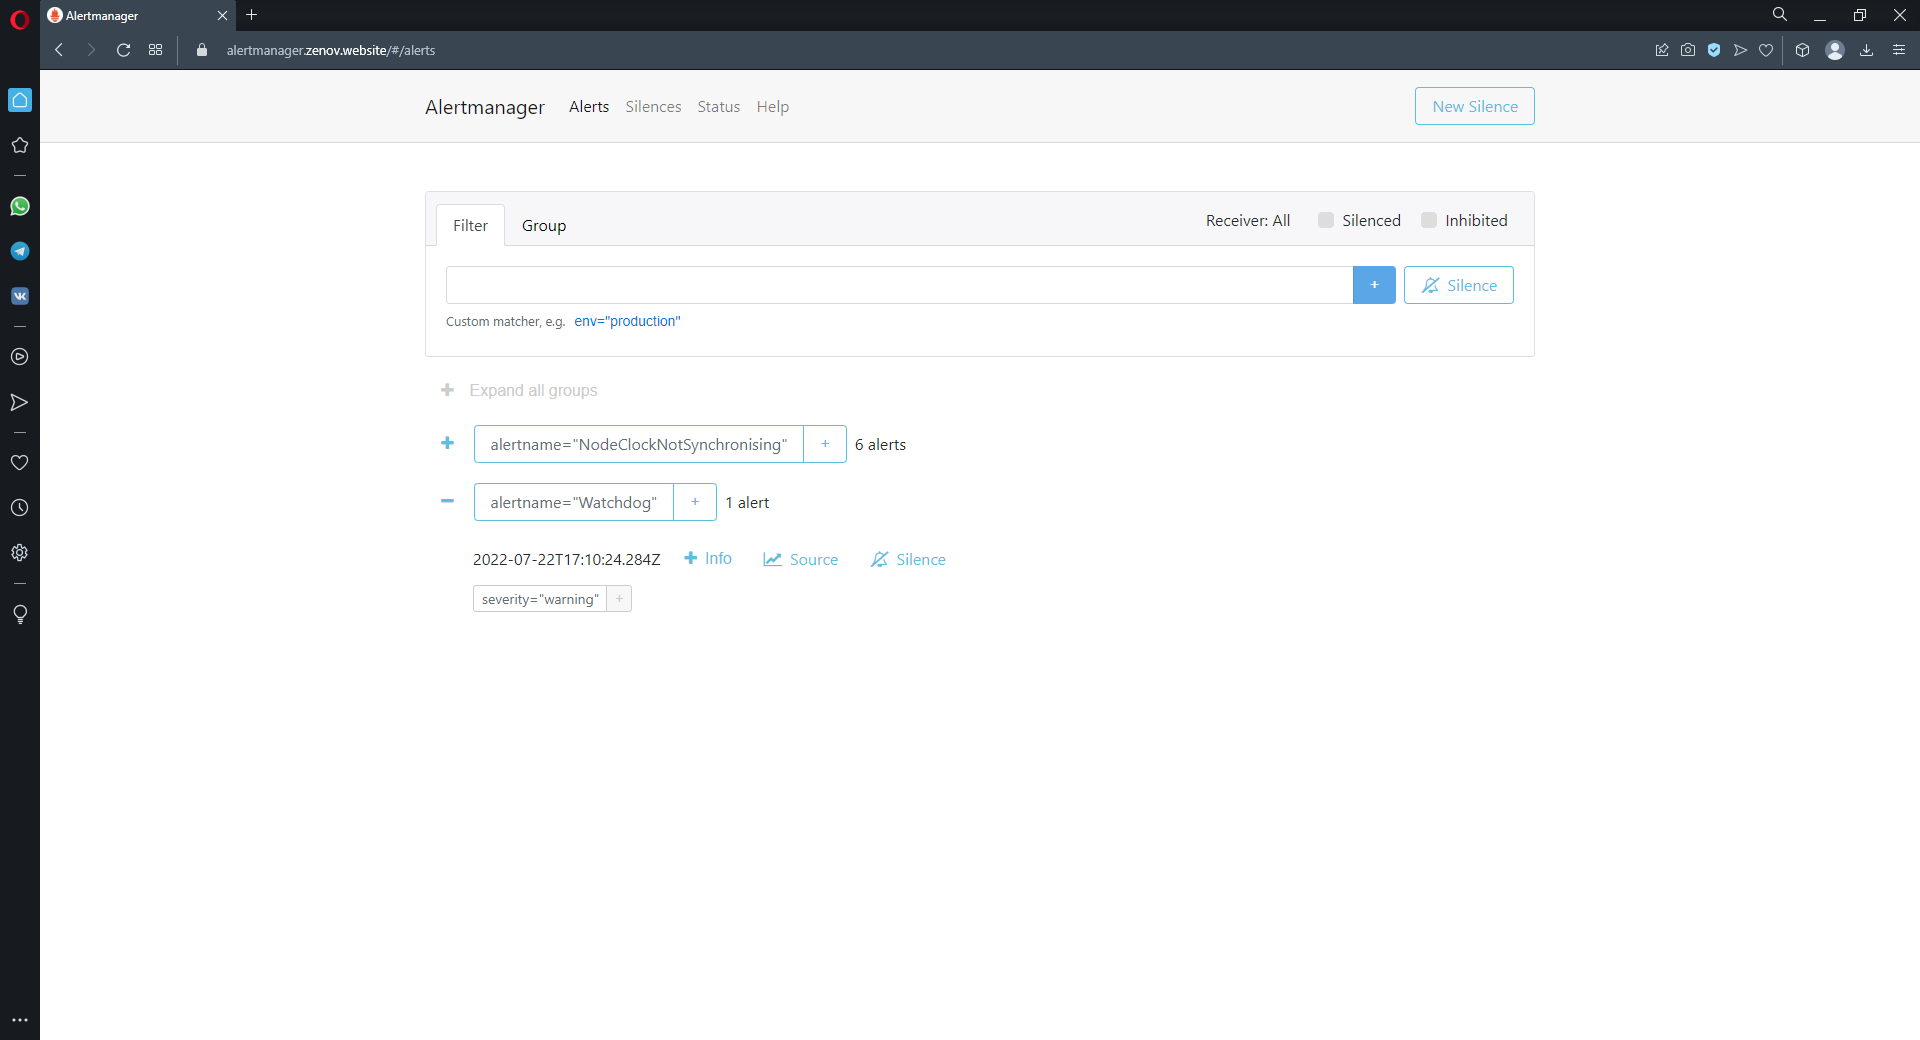 Alertmanager
alertmanager.zenov.website/#/alerts
Alertmanager Alerts Silences Status Help New Silence
Filter Group Receiver: All Silenced Inhibited
+ Silence
Custom matcher, e.g. env="production"
+ Expand all groups
+ alertname="NodeClockNotSynchronising" + 6 alerts
− alertname="Watchdog" + 1 alert
2022-07-22T17:10:24.284Z + Info Source Silence
severity="warning" +